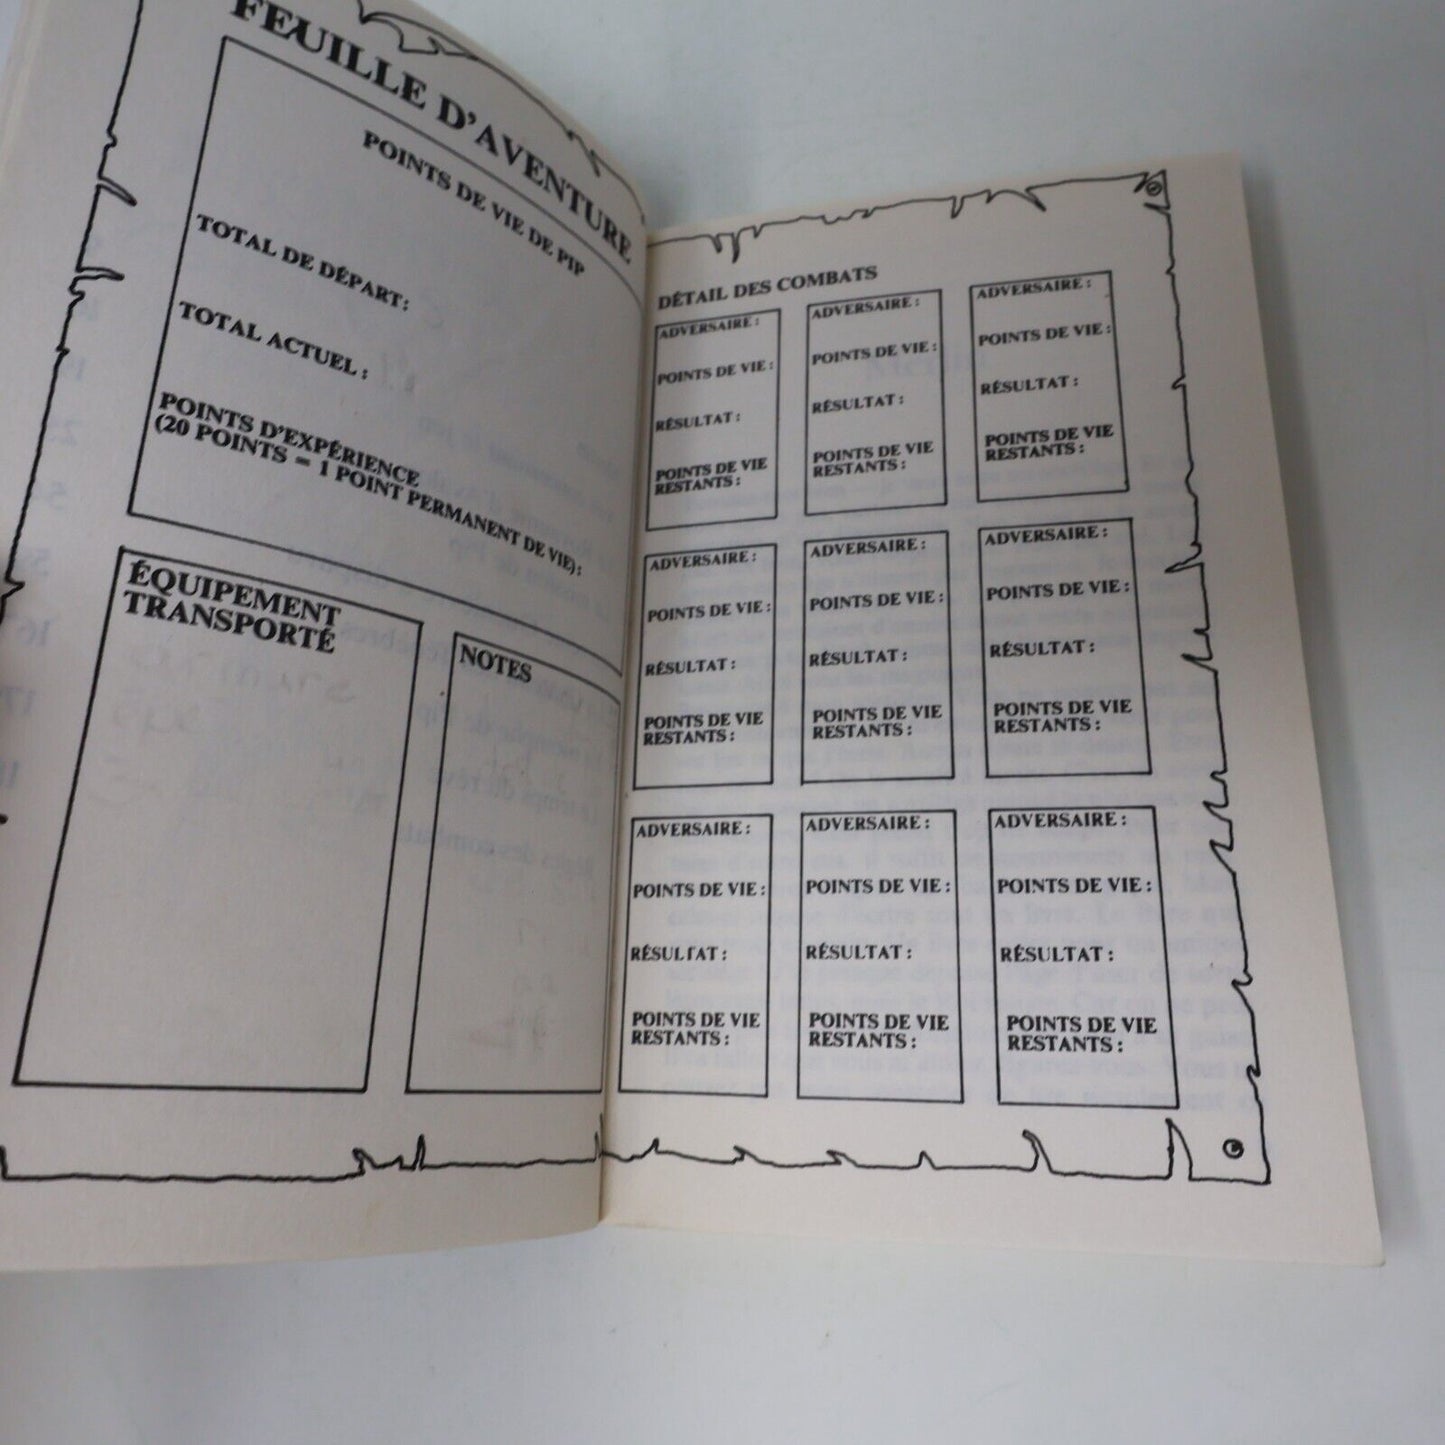 FEUILLE D'AVENTURE
POINTS DE VIE DE PIP
TOTAL DE DÉPART:
TOTAL ACTUEL :
POINTS D'EXPÉRIENCE
(20 POINTS = 1 POINT PERMANENT DE VIE):
ÉQUIPEMENT
TRANSPORTÉ
NOTES
DÉTAIL DES COMBATS
ADVERSAIRE :
POINTS DE VIE :
RÉSULTAT :
POINTS DE VIE
RESTANTS :
ADVERSAIRE :
POINTS DE VIE :
RÉSULTAT :
POINTS DE VIE
RESTANTS :
ADVERSAIRE :
POINTS DE VIE :
RÉSULTAT :
POINTS DE VIE
RESTANTS :
ADVERSAIRE :
POINTS DE VIE :
RÉSULTAT :
POINTS DE VIE
RESTANTS :
ADVERSAIRE :
POINTS DE VIE :
RÉSULTAT :
POINTS DE VIE
RESTANTS :
ADVERSAIRE :
POINTS DE VIE :
RÉSULTAT :
POINTS DE VIE
RESTANTS :
ADVERSAIRE :
POINTS DE VIE :
RÉSULTAT :
POINTS DE VIE
RESTANTS :
ADVERSAIRE :
POINTS DE VIE :
RÉSULTAT :
POINTS DE VIE
RESTANTS :
ADVERSAIRE :
POINTS DE VIE :
RÉSULTAT :
POINTS DE VIE
RESTANTS :